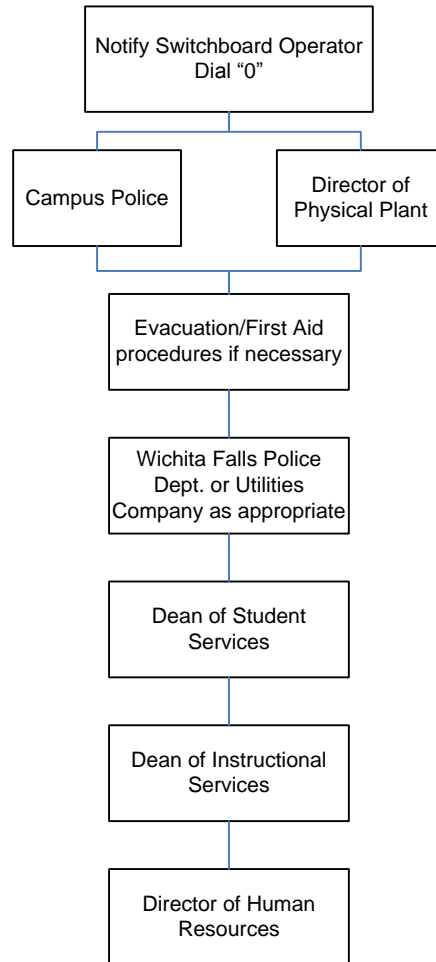 Notify Switchboard Operator
Dial “0”
Campus Police
Director of
Physical Plant
Evacuation/First Aid
procedures if necessary
Wichita Falls Police
Dept. or Utilities
Company as appropriate
Dean of Student
Services
Dean of Instructional
Services
Director of Human
Resources